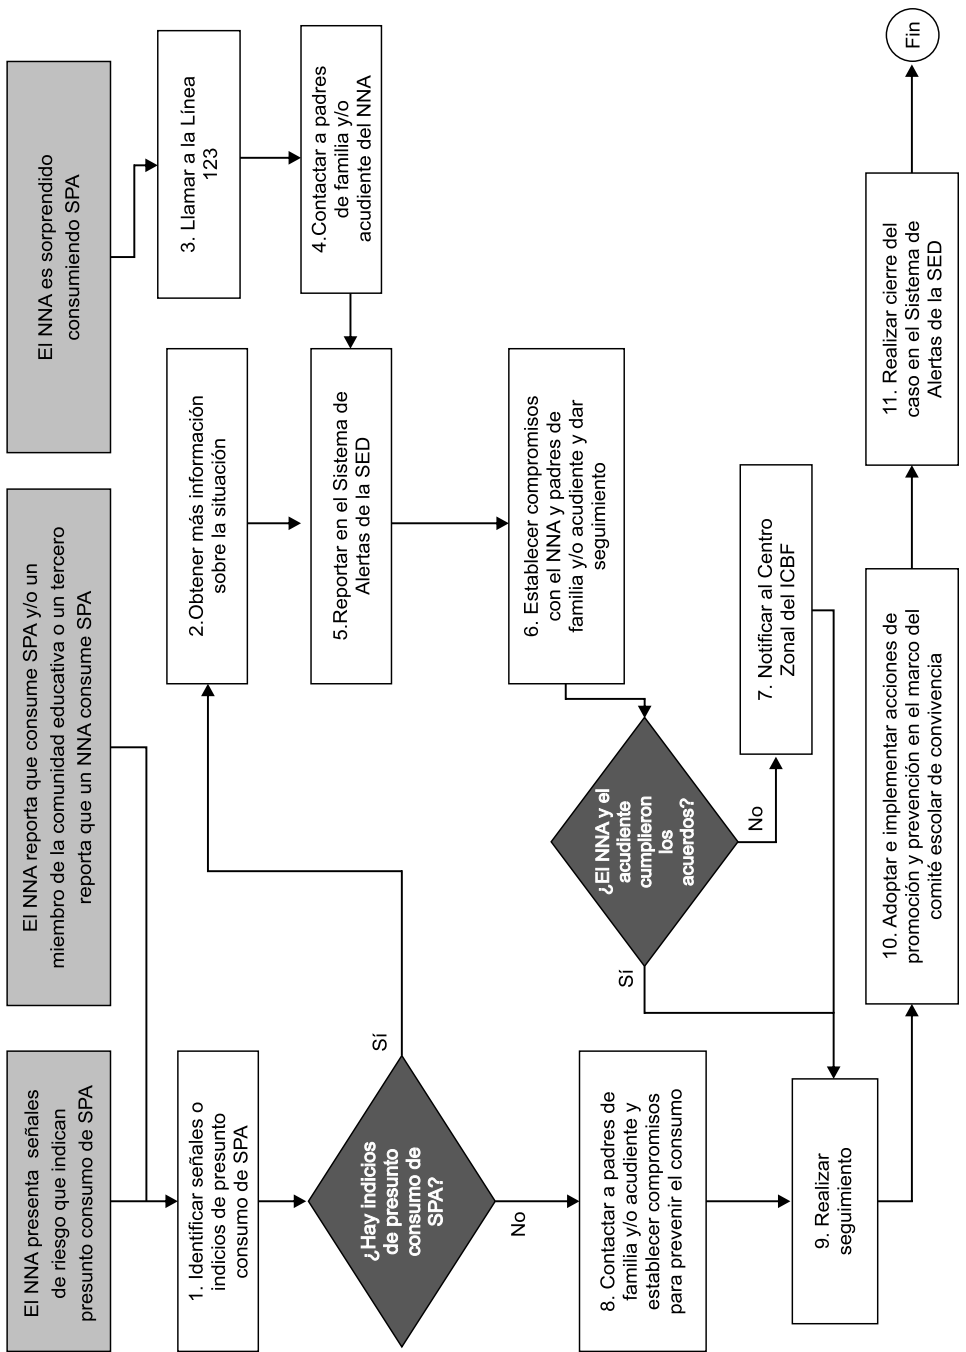 El NNA presenta señales
de riesgo que indican
presunto consumo de SPA
El NNA reporta que consume SPA y/o un
miembro de la comunidad educativa o un tercero
reporta que un NNA consume SPA
El NNA es sorprendido
consumiendo SPA
1. Identificar señales o
indicios de presunto
consumo de SPA
2.Obtener más información
sobre la situación
3. Llamar a la Línea
123
4.Contactar a padres
de familia y/o
acudiente del NNA
¿Hay indicios
de presunto
consumo de
SPA?
Sí
No
5.Reportar en el Sistema de
Alertas de la SED
6. Establecer compromisos
con el NNA y padres de
familia y/o acudiente y dar
seguimiento
¿El NNA y el
acudiente
cumplieron
los
acuerdos?
Sí
No
7. Notificar al Centro
Zonal del ICBF
8. Contactar a padres de
familia y/o acudiente y
establecer compromisos
para prevenir el consumo
9. Realizar
seguimiento
10. Adoptar e implementar acciones de
promoción y prevención en el marco del
comité escolar de convivencia
11. Realizar cierre del
caso en el Sistema de
Alertas de la SED
Fin